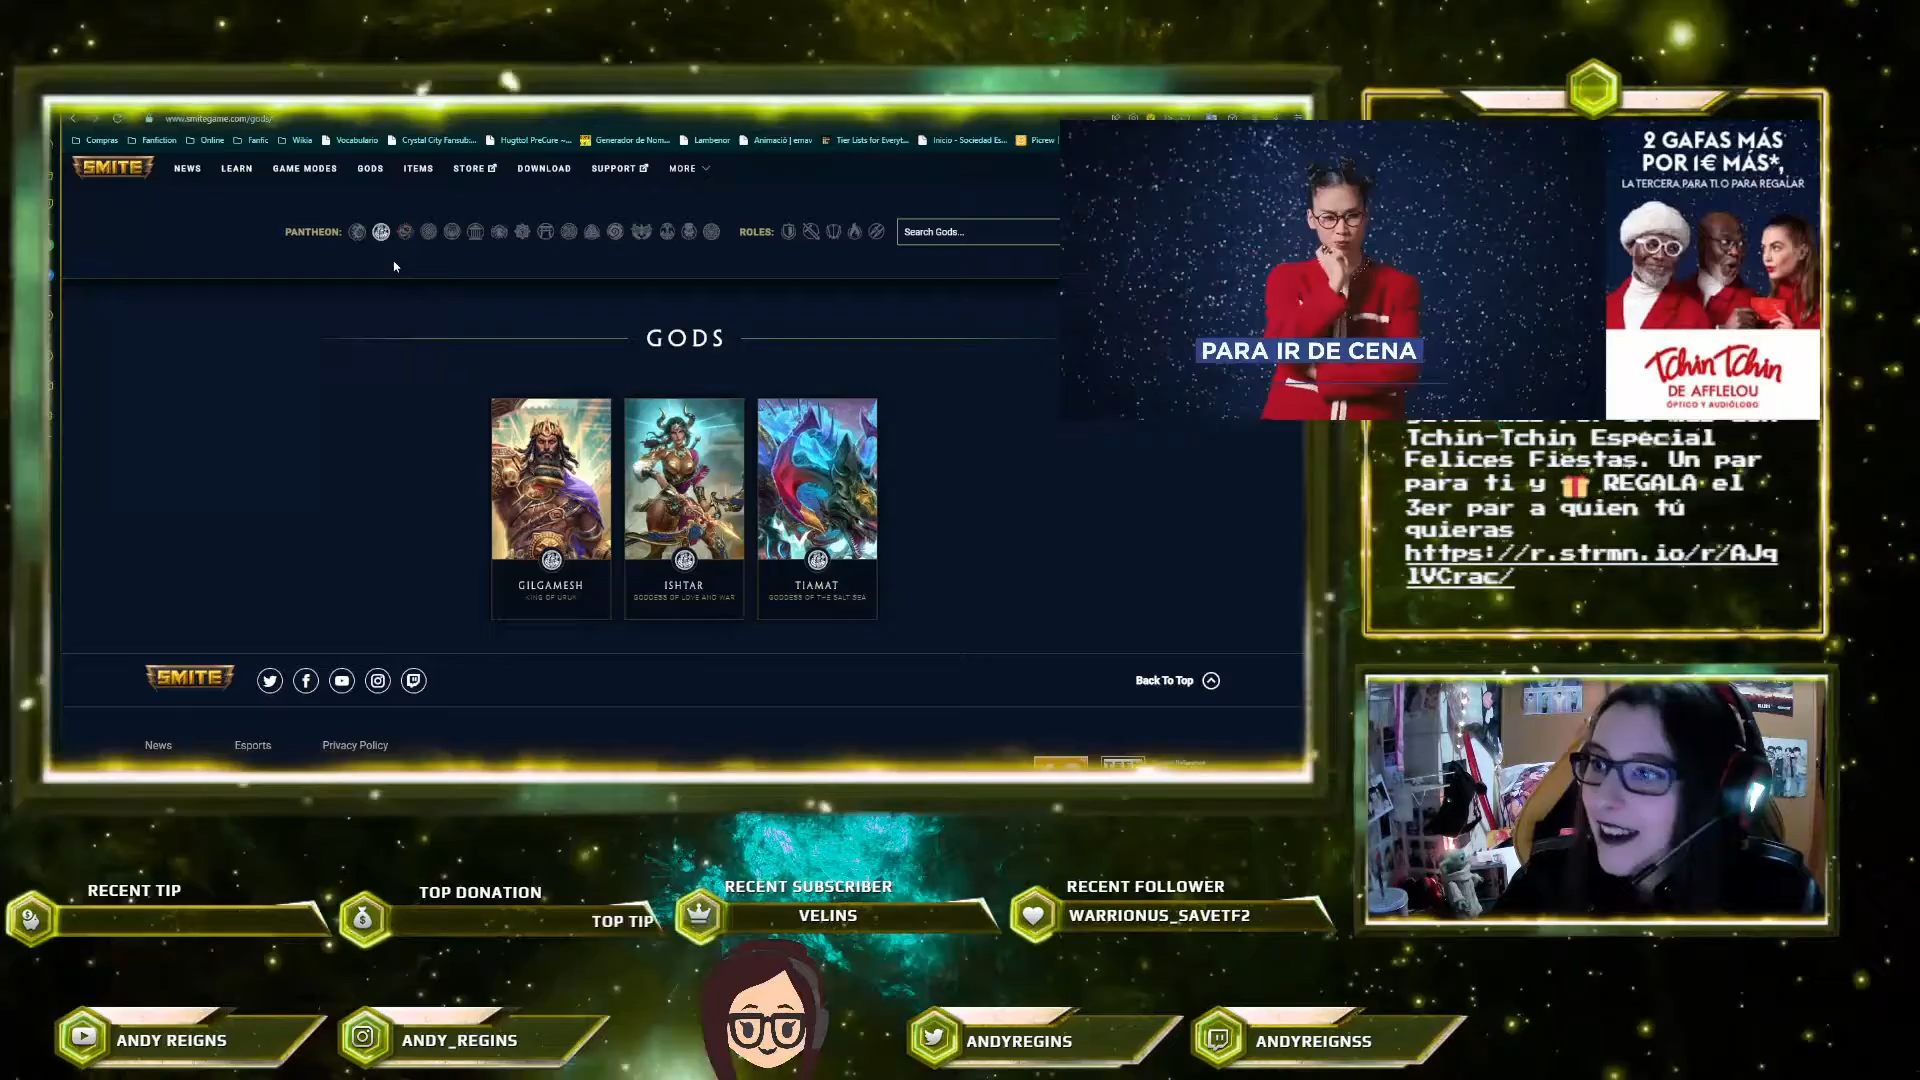 www.smitegame.com/gods/
Compras
Fanfiction
Online
Fanfic
Wikia
Vocabulario
Crystal City Fansub:...
Hugtto! PreCure ~...
Generador de Nom...
Lambenor
Animació | emav
Tier Lists for Everyt...
Inicio - Sociedad Es...
Picrew
SMITE
NEWS
LEARN
GAME MODES
GODS
ITEMS
STORE
DOWNLOAD
SUPPORT
MORE
PANTHEON:
ROLES:
Search Gods...
GODS
GILGAMESH
KING OF URUK
ISHTAR
GODDESS OF LOVE AND WAR
TIAMAT
GODDESS OF THE SALT SEA
SMITE
Back To Top
News
Esports
Privacy Policy
PARA IR DE CENA
2 GAFAS MÁS
POR 1€ MÁS*,
LA TERCERA PARA TI O PARA REGALAR
Tchin Tchin
DE AFFLELOU
ÓPTICO Y AUDIÓLOGO
Tchin-Tchin Especial
Felices Fiestas. Un par
para ti y 🎁 REGALA el
3er par a quien tú
quieras
https://r.strmn.io/r/AJq
lVCrac/
RECENT TIP
TOP DONATION
TOP TIP
RECENT SUBSCRIBER
VELINS
RECENT FOLLOWER
WARRIONUS_SAVETF2
ANDY REIGNS
ANDY_REGINS
ANDYREGINS
ANDYREIGNSS